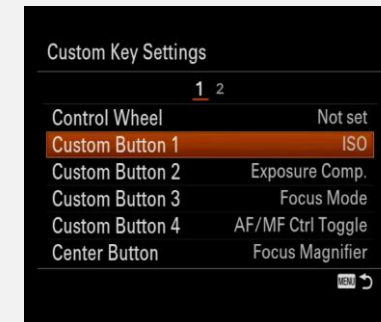 Custom Key Settings
1 2
Control Wheel Not set
Custom Button 1 ISO
Custom Button 2 Exposure Comp.
Custom Button 3 Focus Mode
Custom Button 4 AF/MF Ctrl Toggle
Center Button Focus Magnifier
MENU